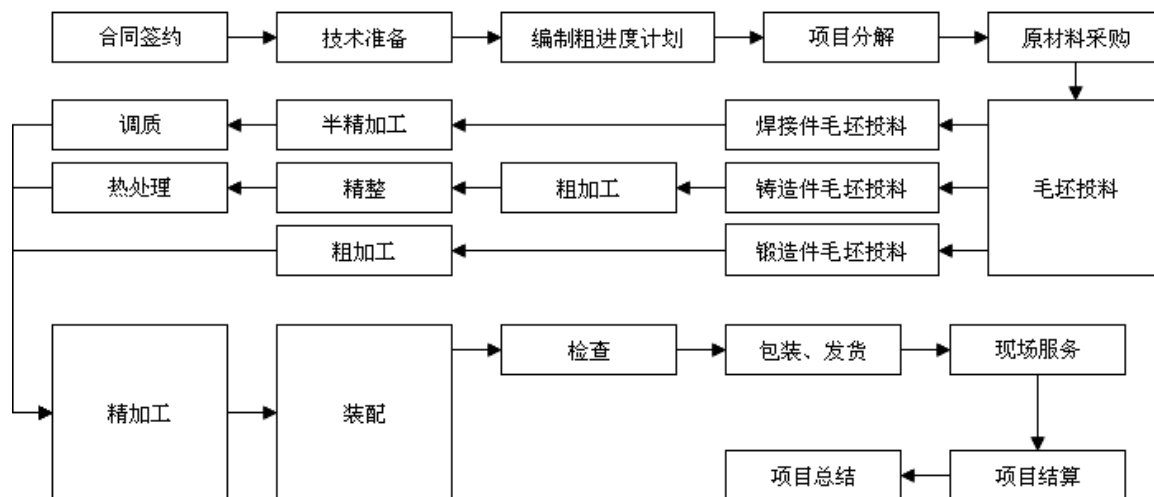 合同签约
技术准备
编制粗进度计划
项目分解
原材料采购
调质
半精加工
焊接件毛坯投料
热处理
精整
粗加工
铸造件毛坯投料
毛坯投料
粗加工
锻造件毛坯投料
检查
包装、发货
现场服务
精加工
装配
项目总结
项目结算